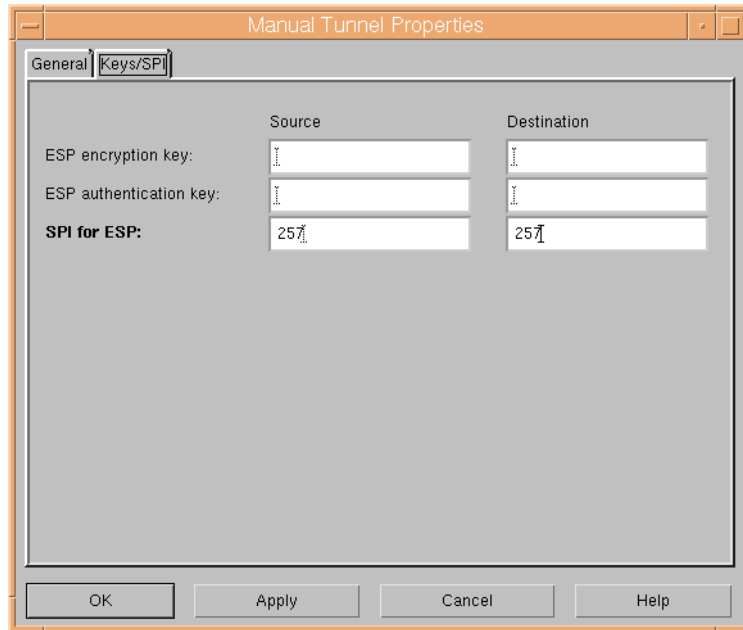 Manual Tunnel Properties
General Keys/SPI
Source Destination
ESP encryption key:
ESP authentication key:
SPI for ESP: 257 257
OK Apply Cancel Help